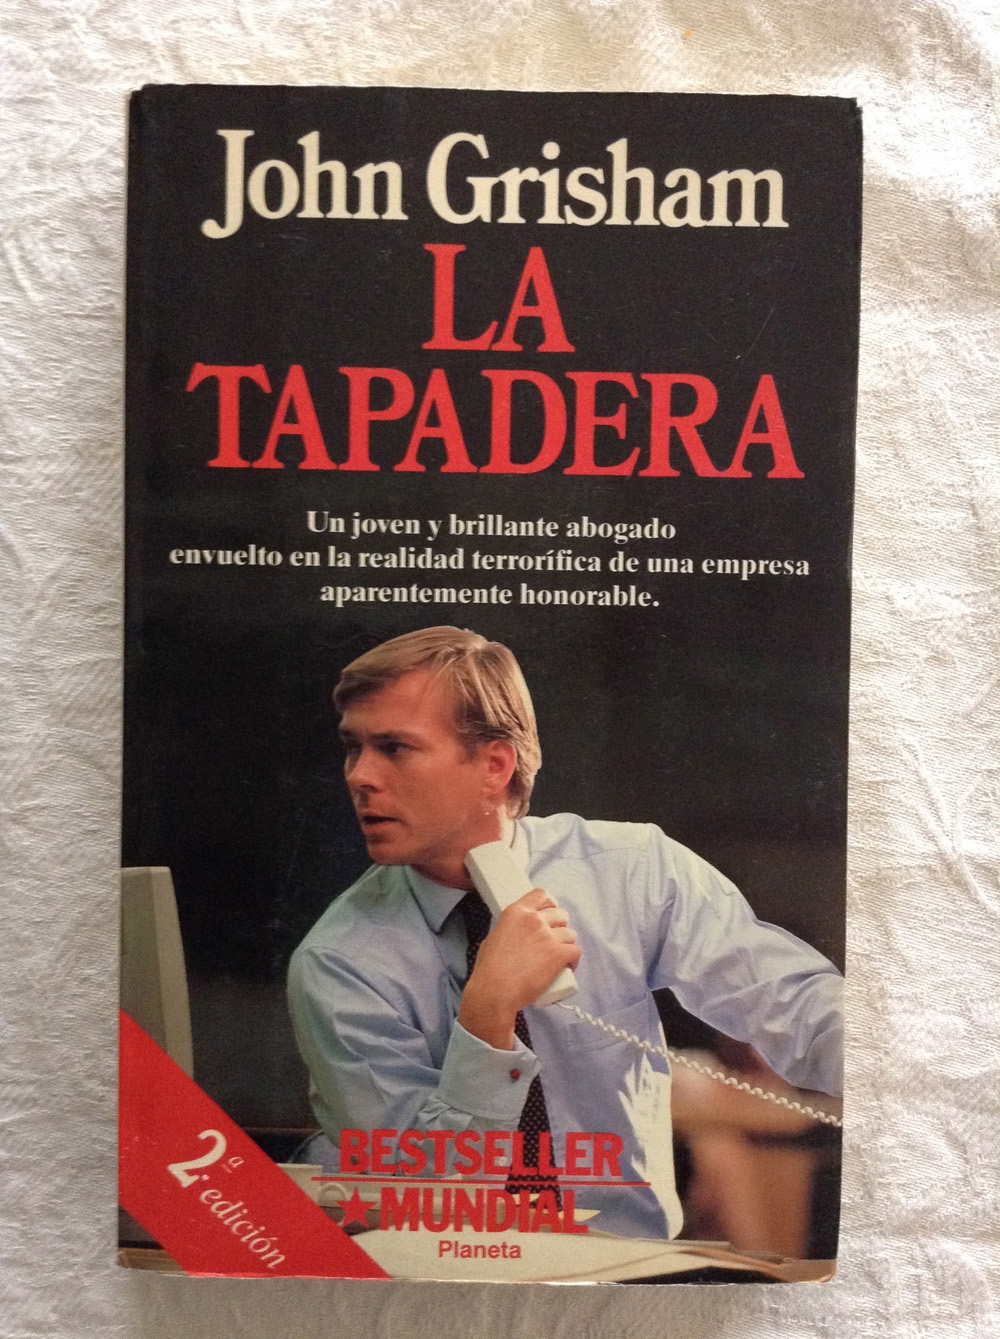 John Grisham
LA
TAPADERA
Un joven y brillante abogado
envuelto en la realidad terrorífica de una empresa
aparentemente honorable.
2.ª edición
BESTSELLER
MUNDIAL
Planeta